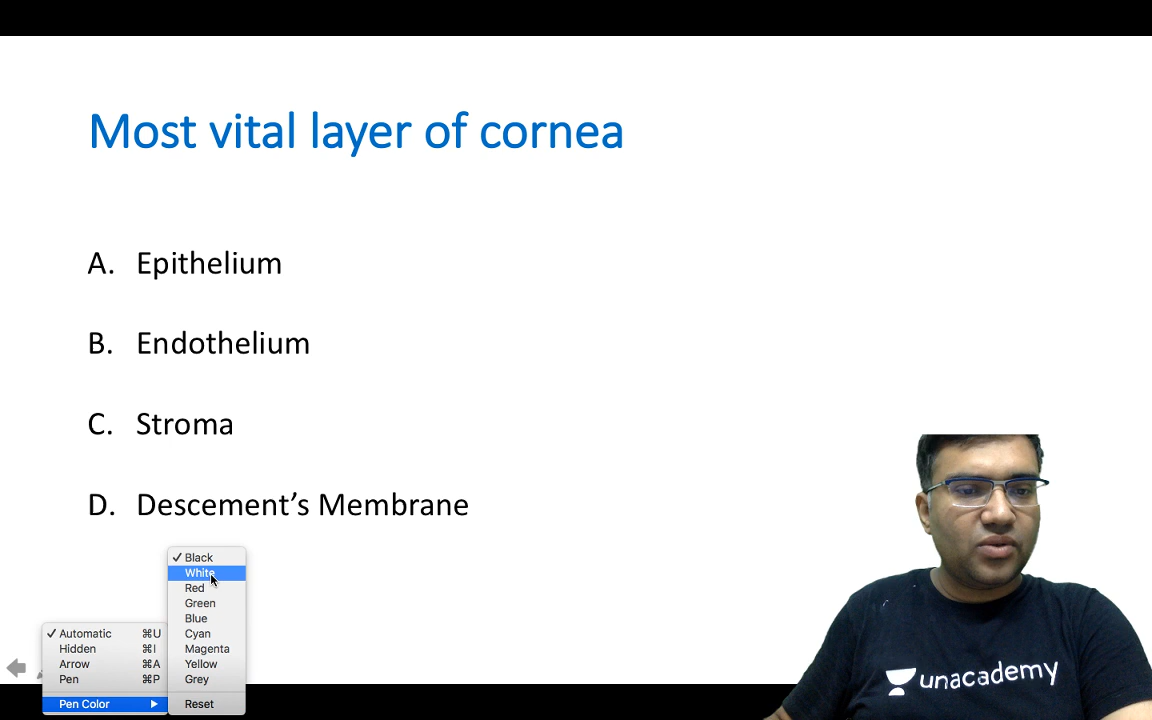 Most vital layer of cornea
A. Epithelium
B. Endothelium
C. Stroma
D. Descement’s Membrane
✓ Black
White
Red
Green
Blue
Cyan
Magenta
Yellow
Grey
Reset
✓ Automatic ⌘U
Hidden ⌘I
Arrow ⌘A
Pen ⌘P
Pen Color
unacademy